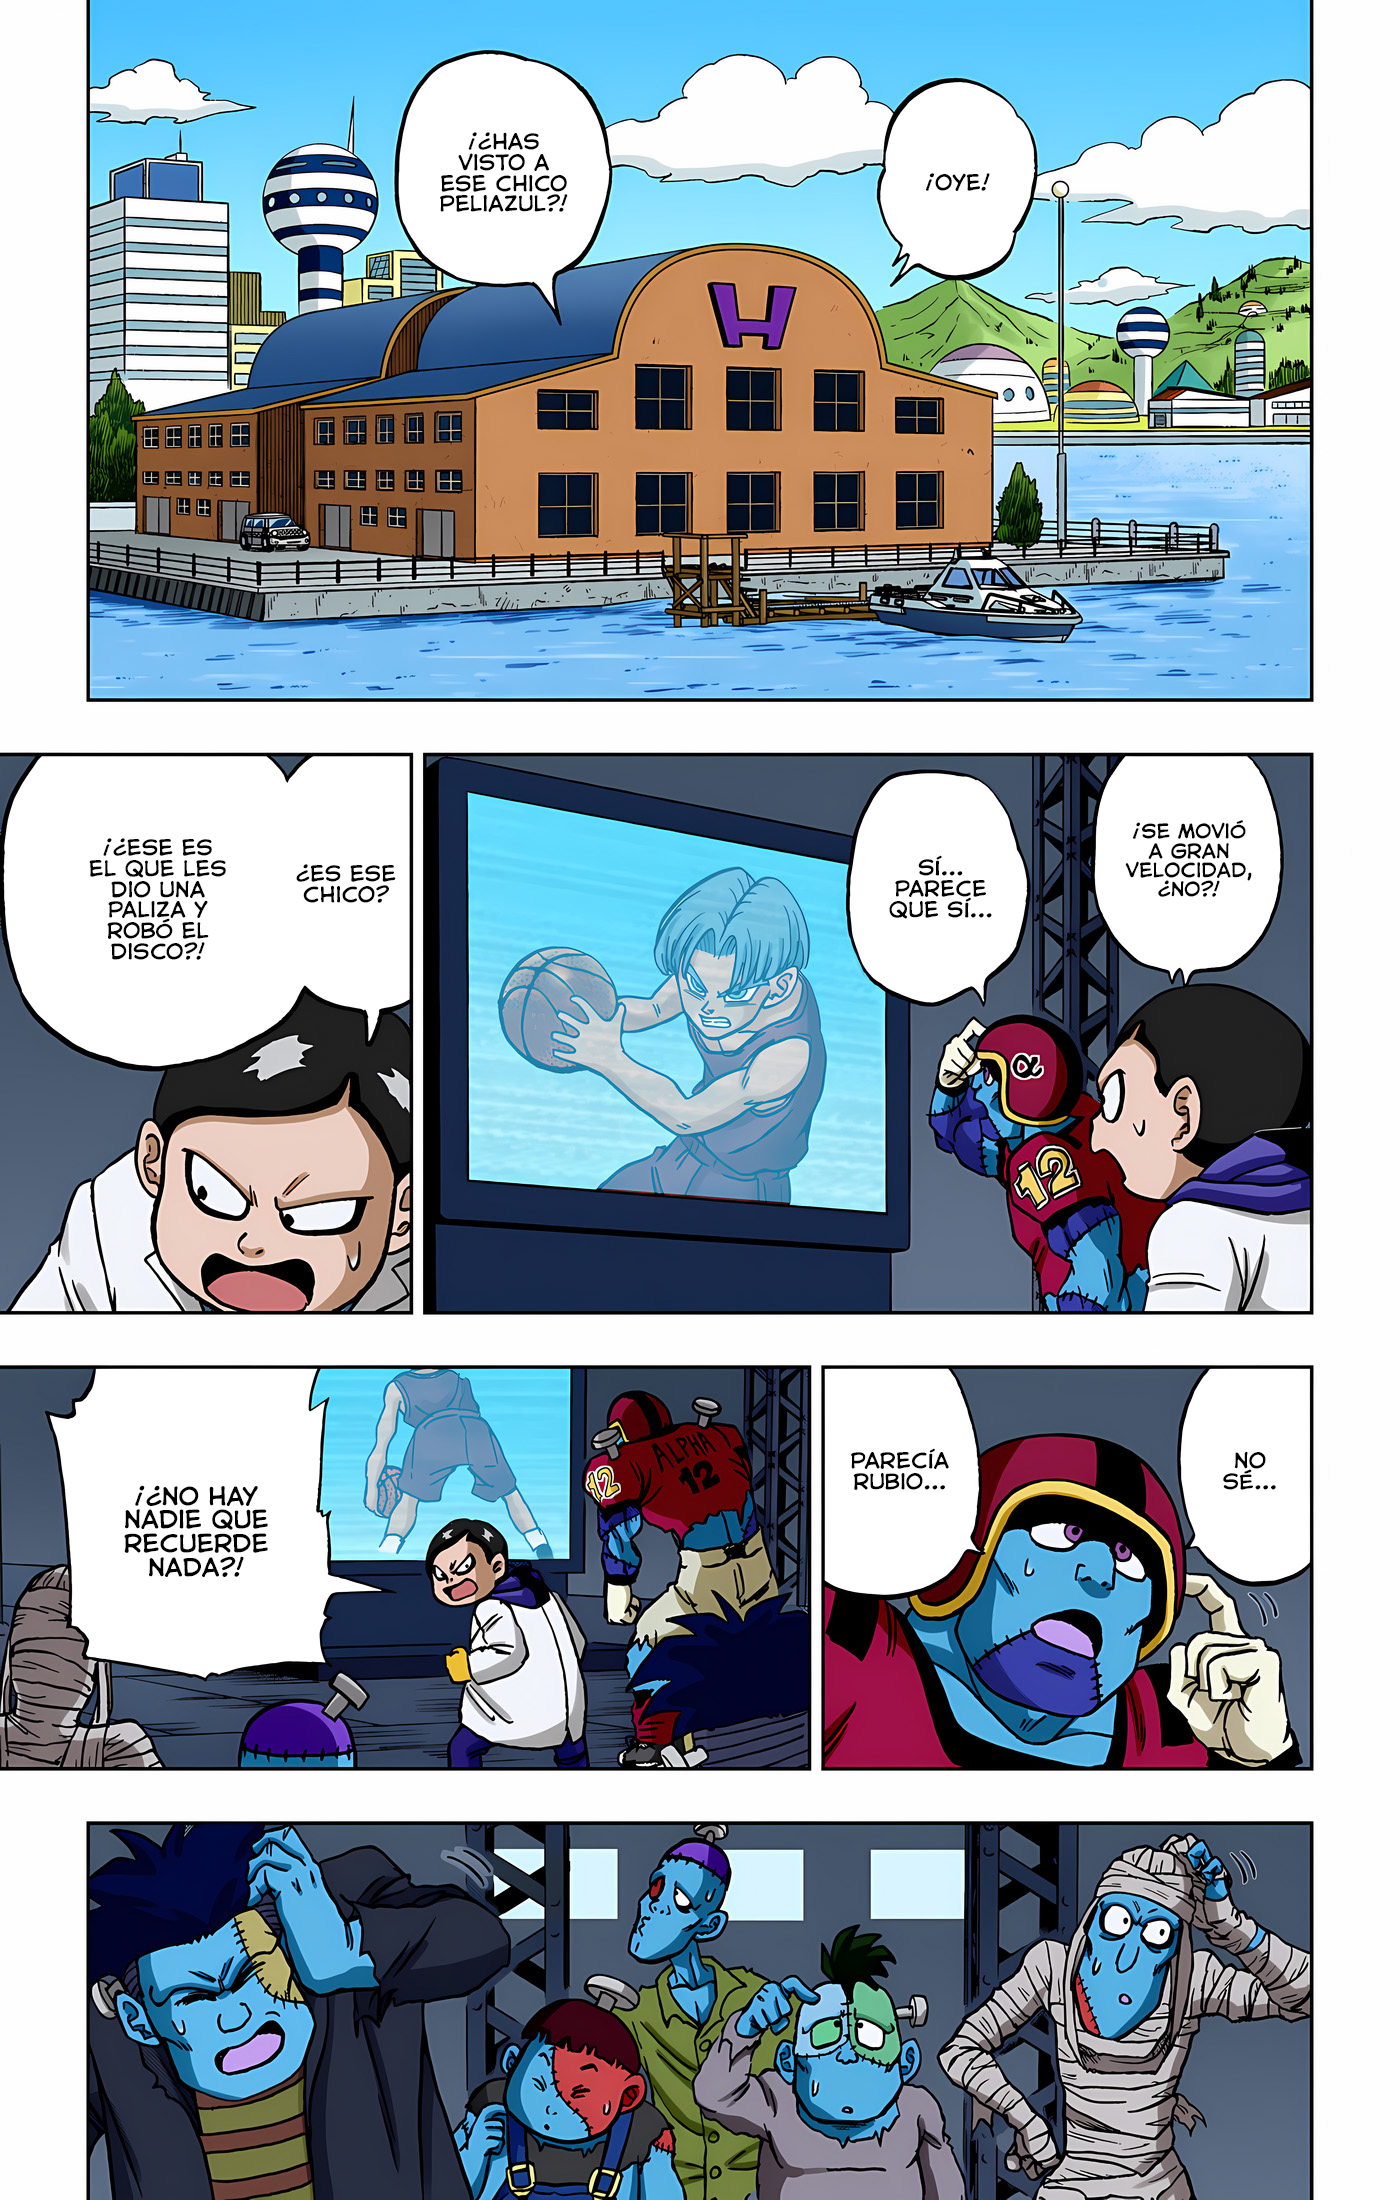 ¡OYE!
¡¿HAS
VISTO A
ESE CHICO
PELIAZUL?!
H
¡SE MOVIÓ
A GRAN
VELOCIDAD,
¿NO?!
SÍ...
PARECE
QUE SÍ...
α
12
¿ES ESE
CHICO?
¡¿ESE ES
EL QUE LES
DIO UNA
PALIZA Y
ROBÓ EL
DISCO?!
NO
SÉ...
PARECÍA
RUBIO...
ALPHA
12
12
¡¿NO HAY
NADIE QUE
RECUERDE
NADA?!